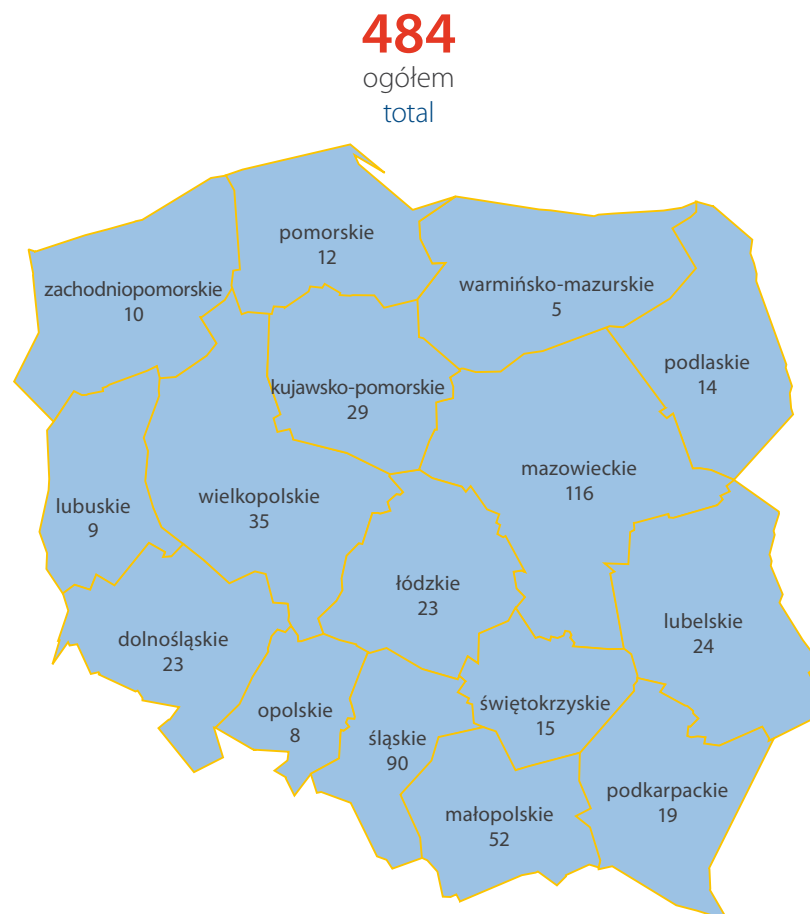 484
ogółem
total
pomorskie
12
warmińsko-mazurskie
5
zachodniopomorskie
10
podlaskie
14
kujawsko-pomorskie
29
mazowieckie
116
wielkopolskie
35
lubuskie
9
łódzkie
23
lubelskie
24
dolnośląskie
23
świętokrzyskie
15
opolskie
8
śląskie
90
podkarpackie
19
małopolskie
52